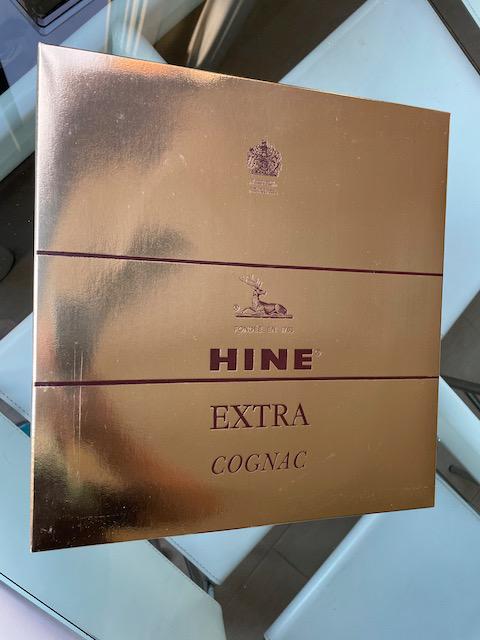 FONDÉE EN 1763
HINE
EXTRA
COGNAC